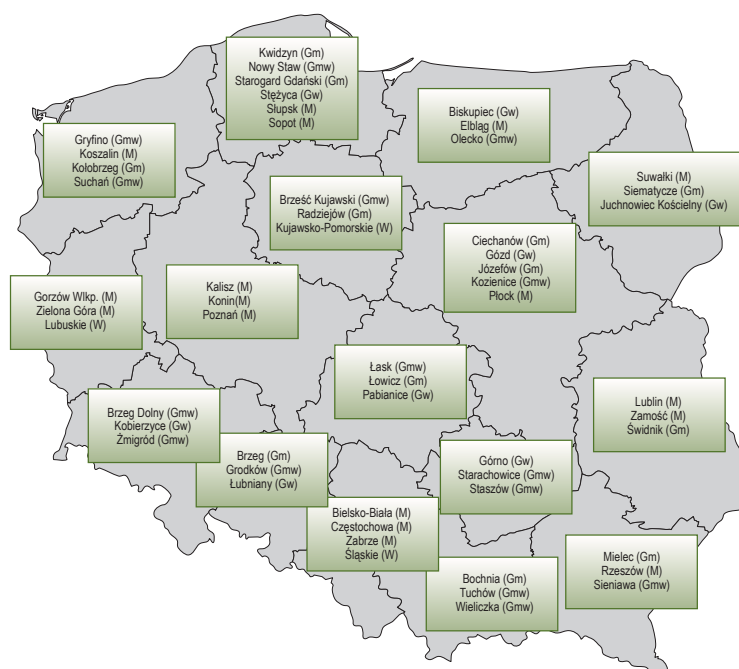 Kwidzyn (Gm)
Nowy Staw (Gmw)
Starogard Gdański (Gm)
Stężyca (Gw)
Słupsk (M)
Sopot (M)
Biskupiec (Gw)
Elbląg (M)
Olecko (Gmw)
Gryfino (Gmw)
Koszalin (M)
Kołobrzeg (Gm)
Suchań (Gmw)
Suwałki (M)
Siematycze (Gm)
Juchnowiec Kościelny (Gw)
Brześć Kujawski (Gmw)
Radziejów (Gm)
Kujawsko-Pomorskie (W)
Ciechanów (Gm)
Gózd (Gw)
Józefów (Gm)
Kozienice (Gmw)
Płock (M)
Gorzów Wlkp. (M)
Zielona Góra (M)
Lubuskie (W)
Kalisz (M)
Konin(M)
Poznań (M)
Łask (Gmw)
Łowicz (Gm)
Pabianice (Gw)
Lublin (M)
Zamość (M)
Świdnik (Gm)
Brzeg Dolny (Gmw)
Kobierzyce (Gw)
Żmigród (Gmw)
Brzeg (Gm)
Grodków (Gmw)
Łubniany (Gw)
Górno (Gw)
Starachowice (Gmw)
Staszów (Gmw)
Bielsko-Biała (M)
Częstochowa (M)
Zabrze (M)
Śląskie (W)
Mielec (Gm)
Rzeszów (M)
Sieniawa (Gmw)
Bochnia (Gm)
Tuchów (Gmw)
Wieliczka (Gmw)